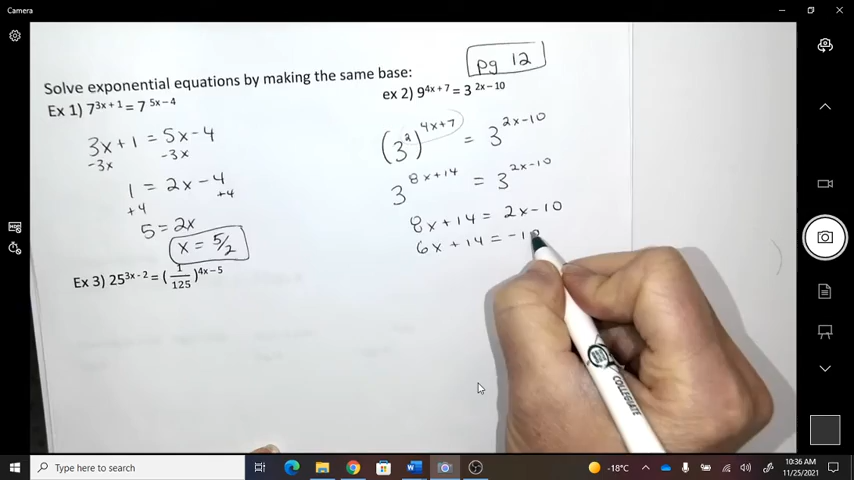 Camera
pg 12
Solve exponential equations by making the same base:
Ex 1) 7^{3x + 1} = 7^{5x – 4}
3x + 1 = 5x - 4
-3x -3x
1 = 2x - 4
+4 +4
5 = 2x
x = 5/2
ex 2) 9^{4x + 7} = 3^{2x – 10}
(3^2)^{4x+7} = 3^{2x-10}
3^{8x+14} = 3^{2x-10}
8x + 14 = 2x - 10
6x + 14 = -10
Ex 3) 25^{3x - 2} = (1/125)^{4x – 5}
COLLEGIATE
Type here to search
-18°C
10:36 AM
11/25/2021